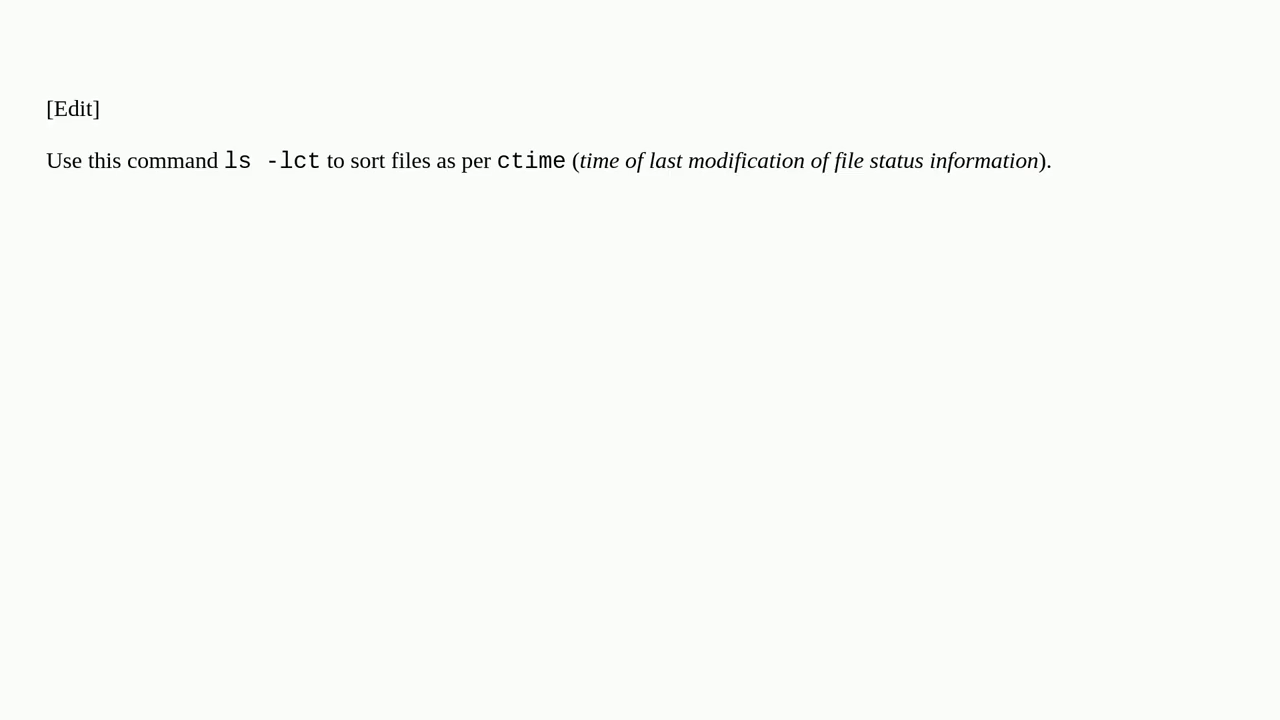 [Edit]
Use this command ls -lct to sort files as per ctime (time of last modification of file status information).